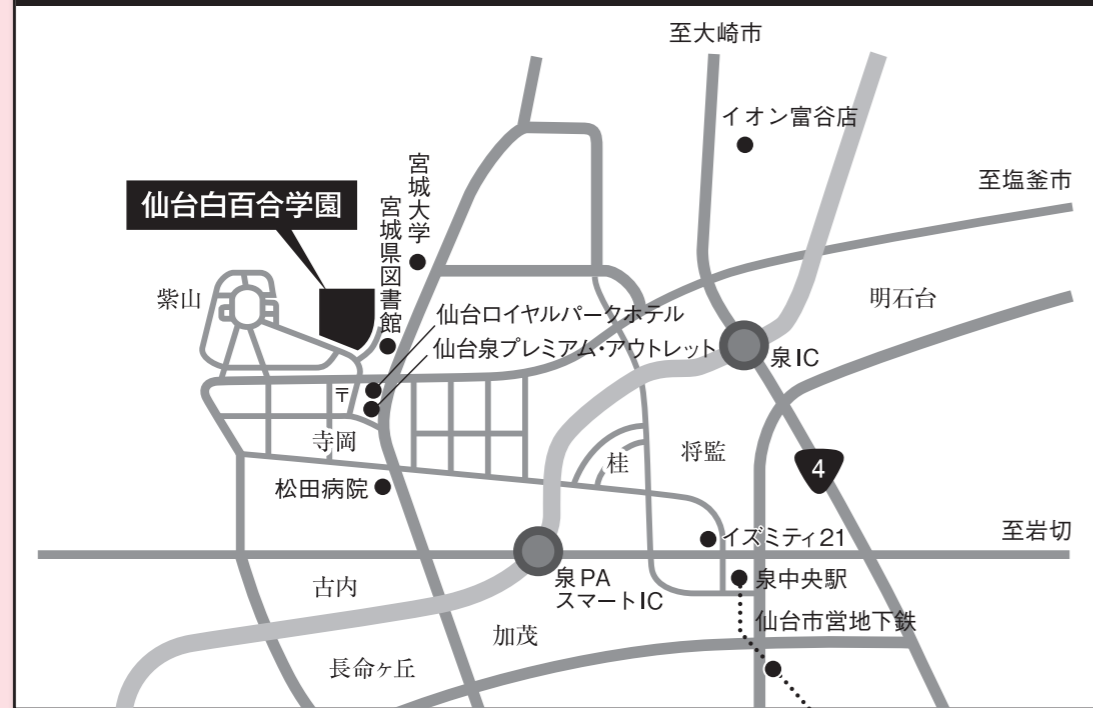 至大崎市
イオン富谷店
至塩釜市
宮城大学
仙台白百合学園
宮城県図書館
紫山
明石台
仙台ロイヤルパークホテル
仙台泉プレミアム・アウトレット
泉IC
〒
寺岡
桂
将監
4
松田病院
イズミティ21
至岩切
泉PA
スマートIC
泉中央駅
古内
仙台市営地下鉄
加茂
長命ヶ丘